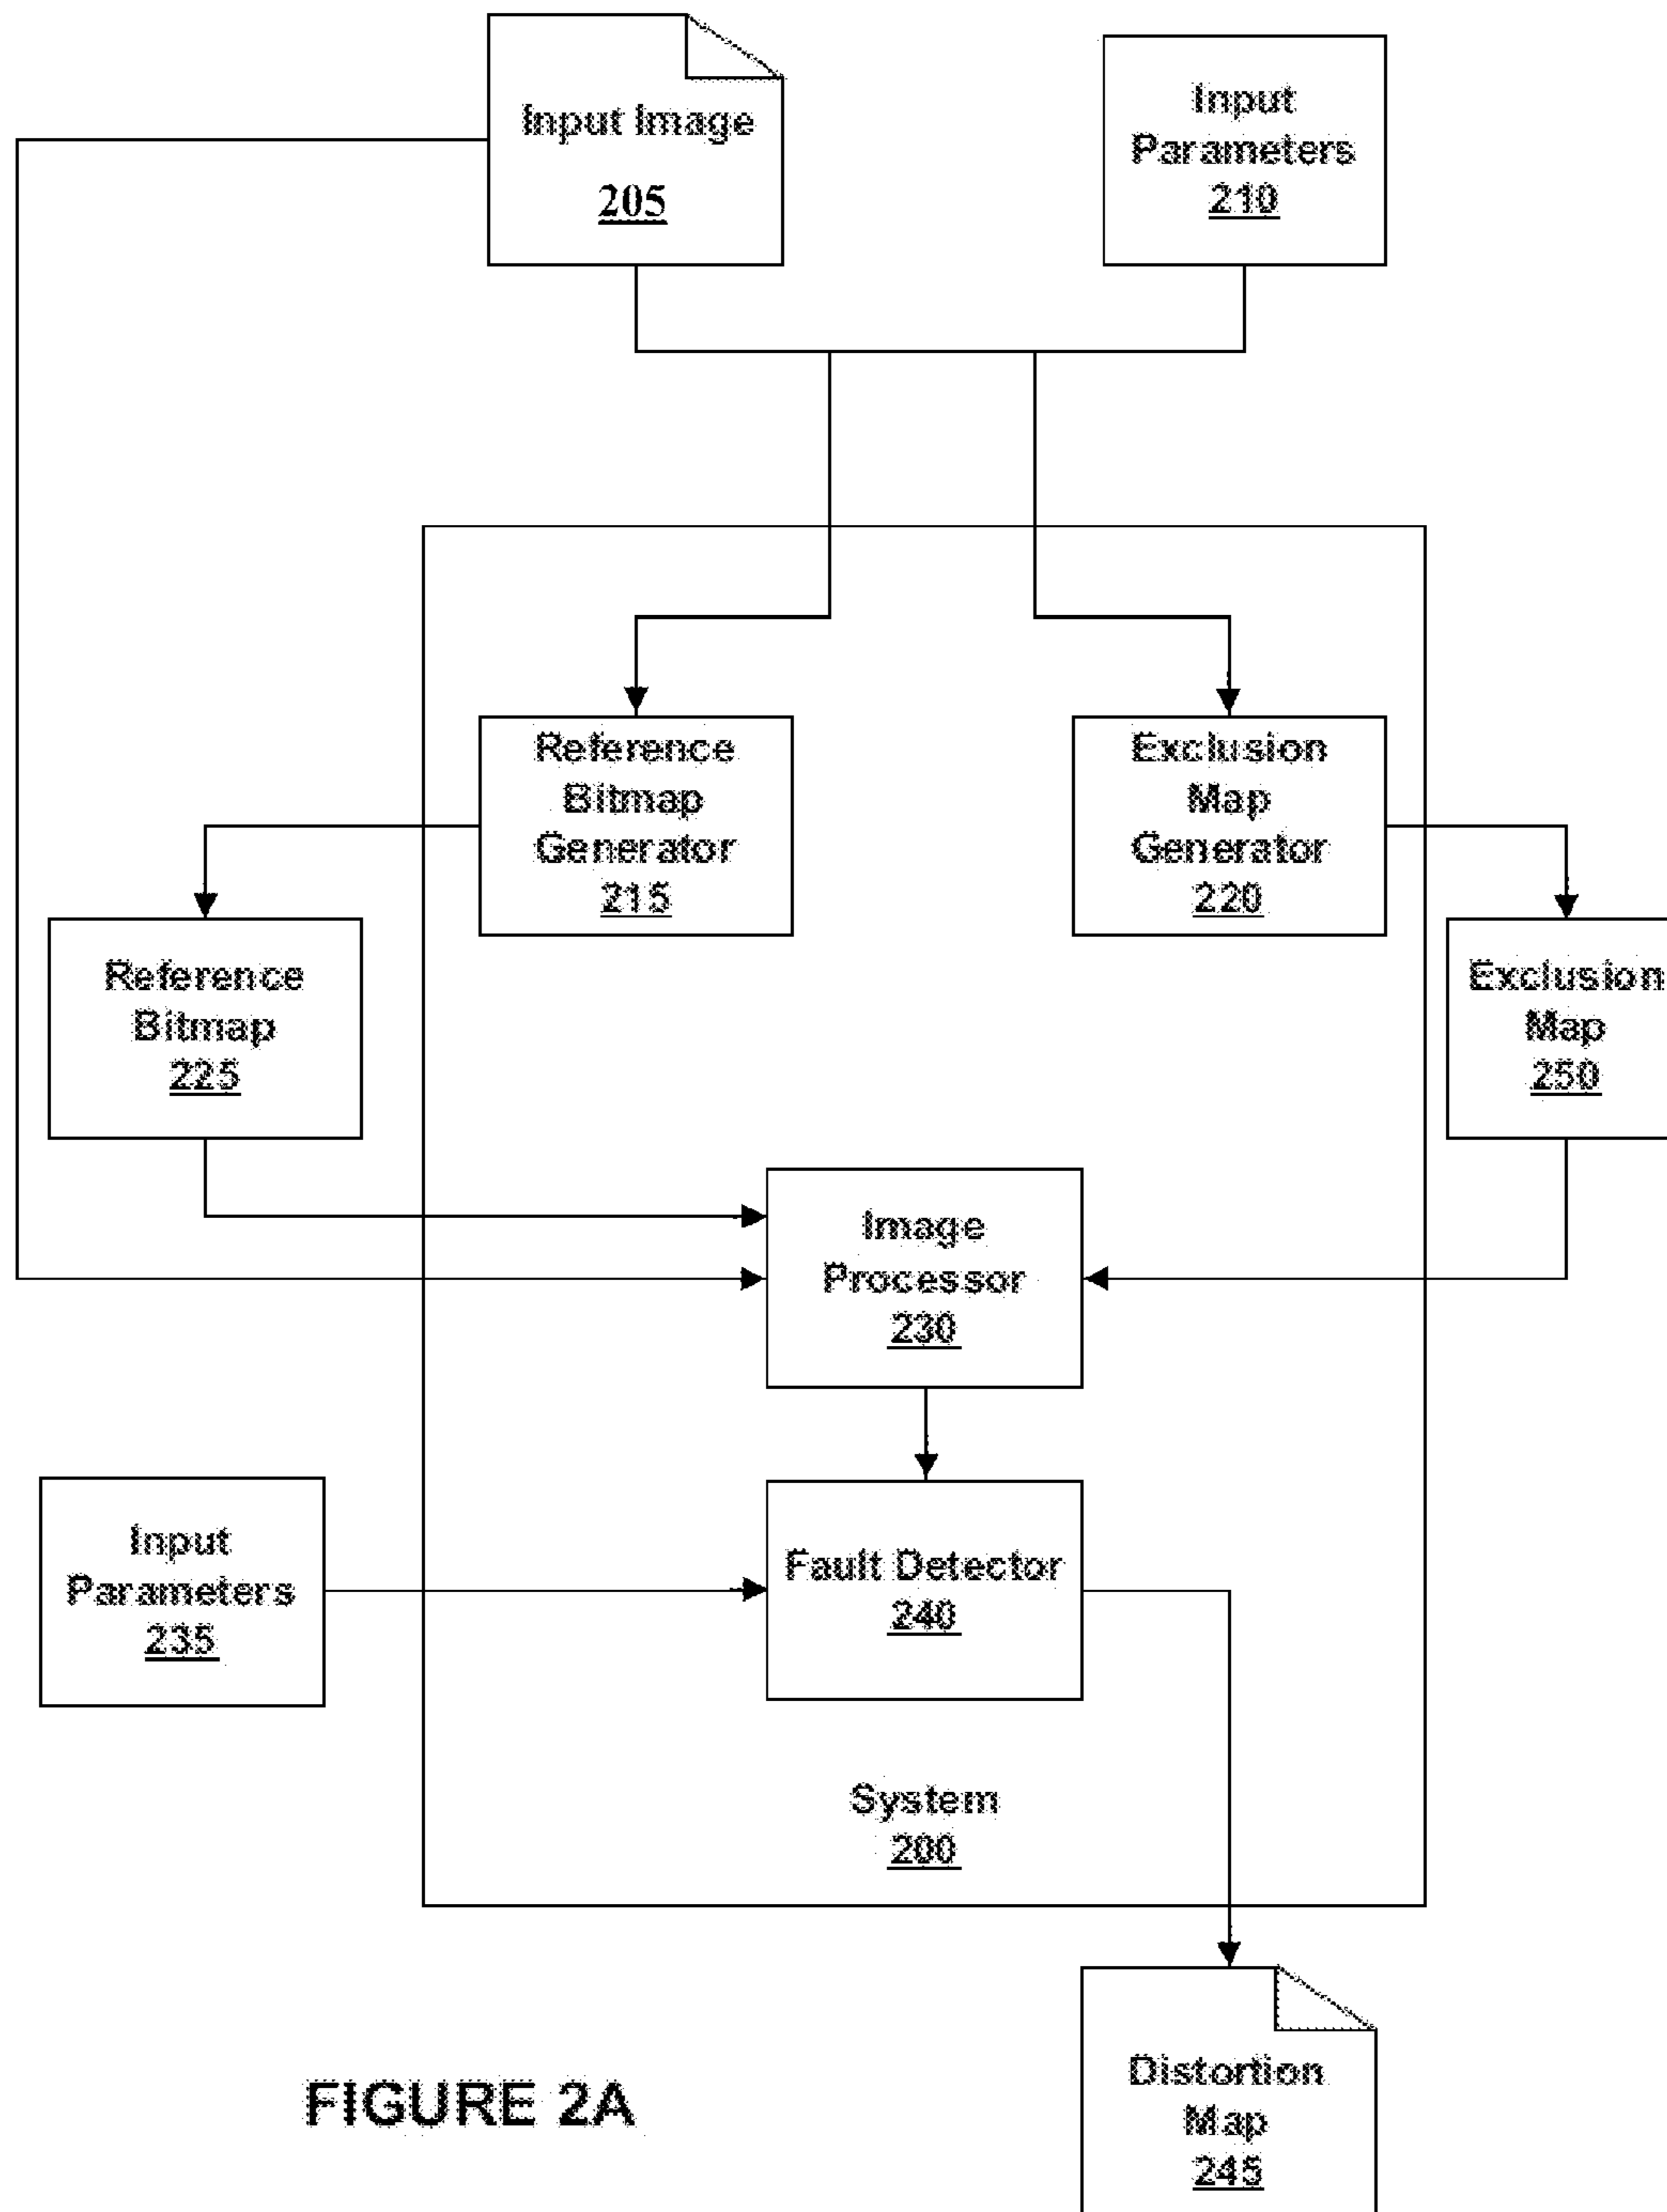 Input Image
205
Input
Parameters
210
Reference
Bitmap
Generator
215
Exclusion
Map
Generator
220
Reference
Bitmap
225
Exclusion
Map
250
Image
Processor
230
Input
Parameters
235
Fault Detector
240
System
200
Distortion
Map
245
FIGURE 2A